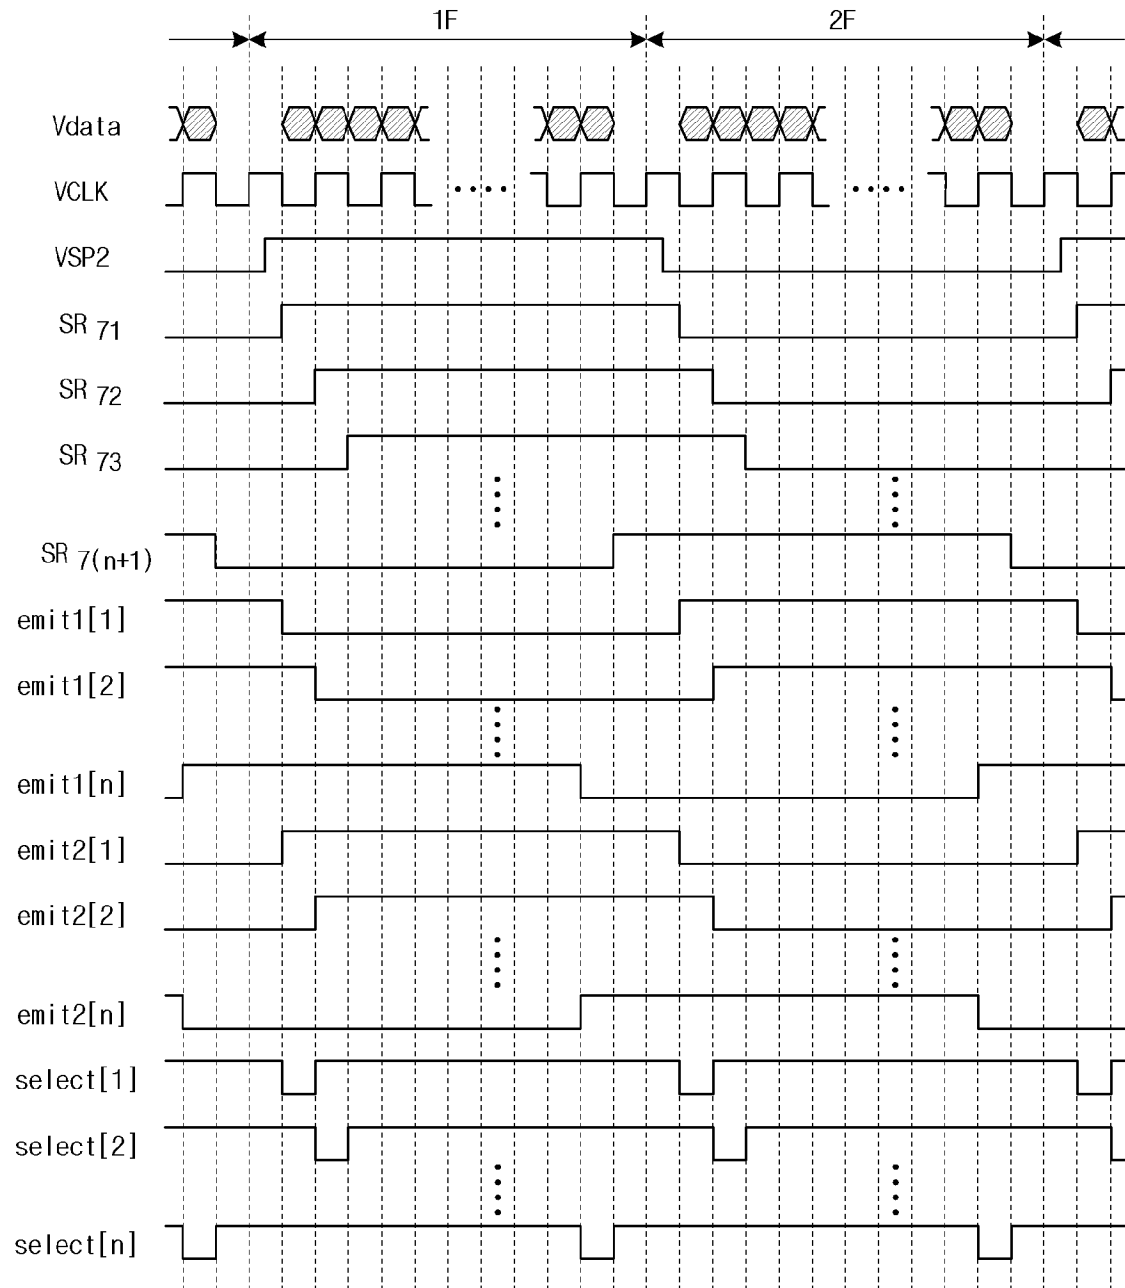 1F 2F
Vdata
VCLK
VSP2
SR 71
SR 72
SR 73
SR 7(n+1)
emit1[1]
emit1[2]
emit1[n]
emit2[1]
emit2[2]
emit2[n]
select[1]
select[2]
select[n]